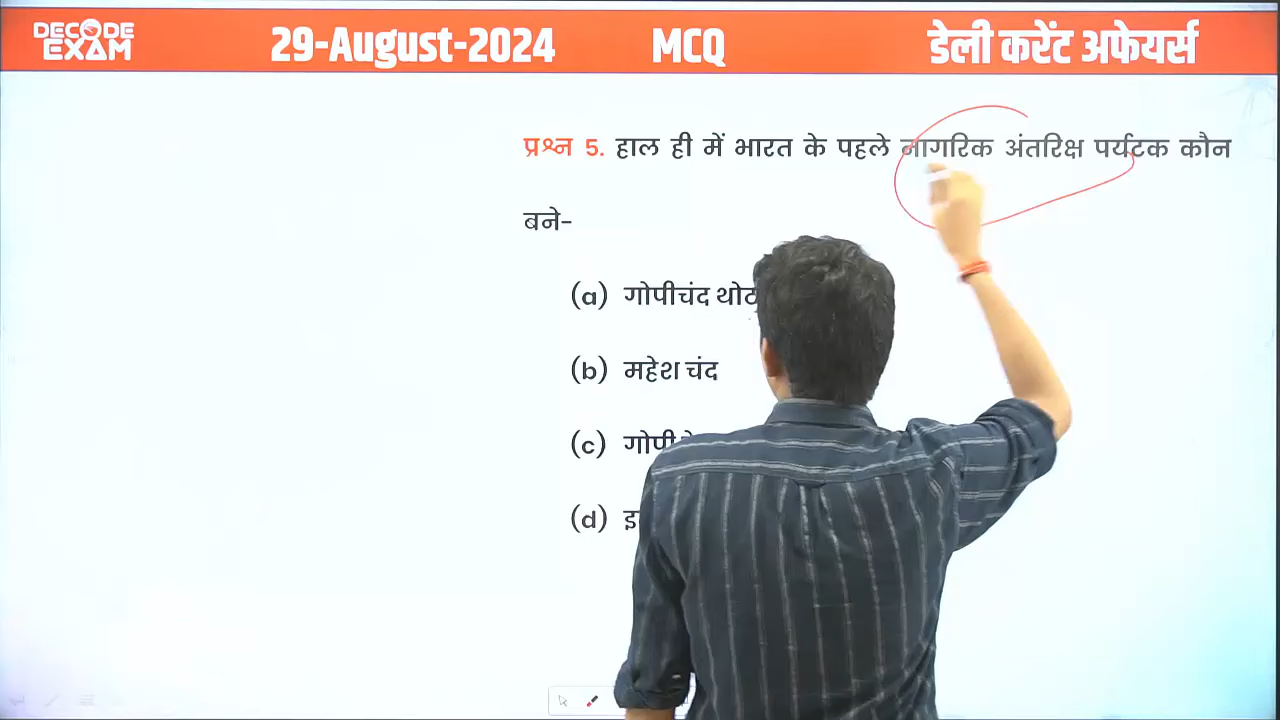 DECODE EXAM
29-August-2024 MCQ डेली करेंट अफेयर्स
प्रश्न 5. हाल ही में भारत के पहले नागरिक अंतरिक्ष पर्यटक कौन
बने-
(a) गोपीचंद
(b) महेश चंद
(c)
(d)